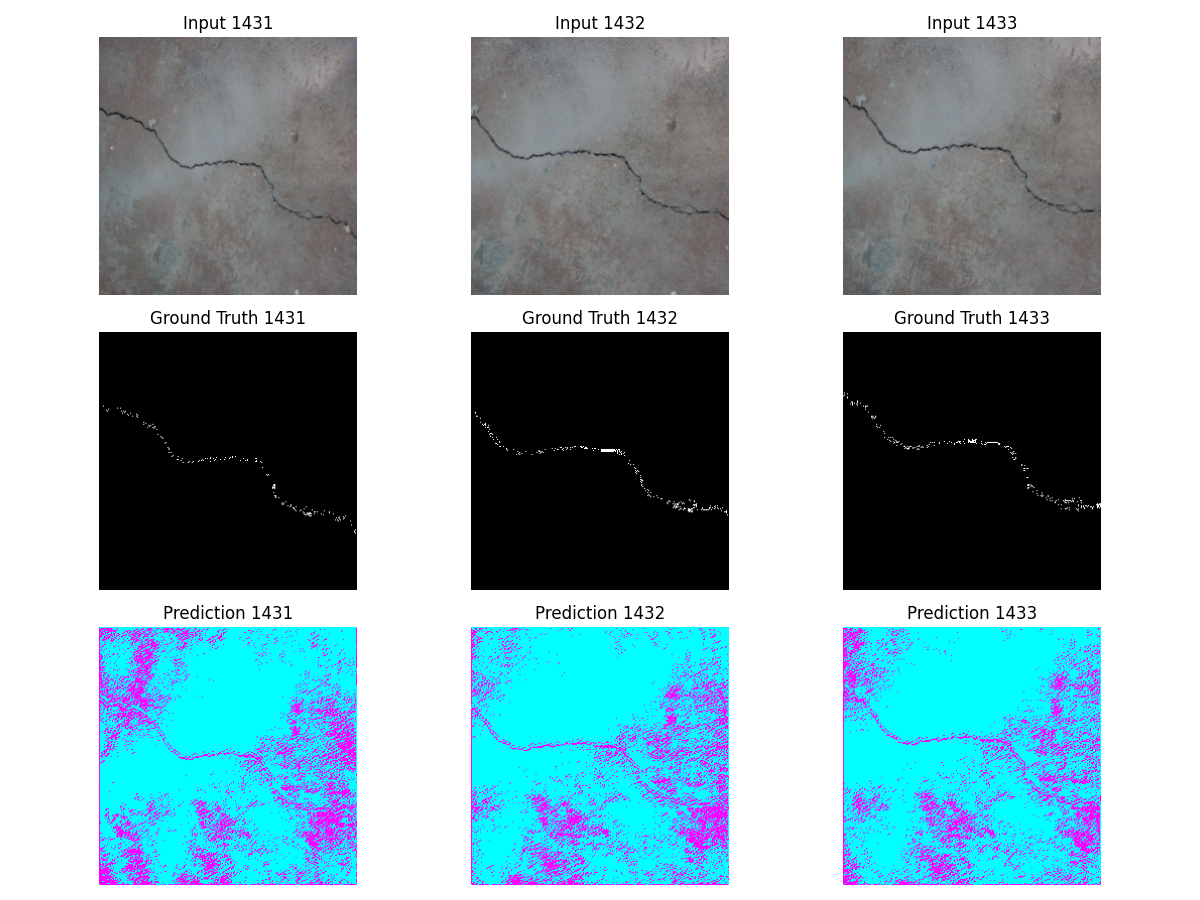 Input 1431
Input 1432
Input 1433
Ground Truth 1431
Ground Truth 1432
Ground Truth 1433
Prediction 1431
Prediction 1432
Prediction 1433